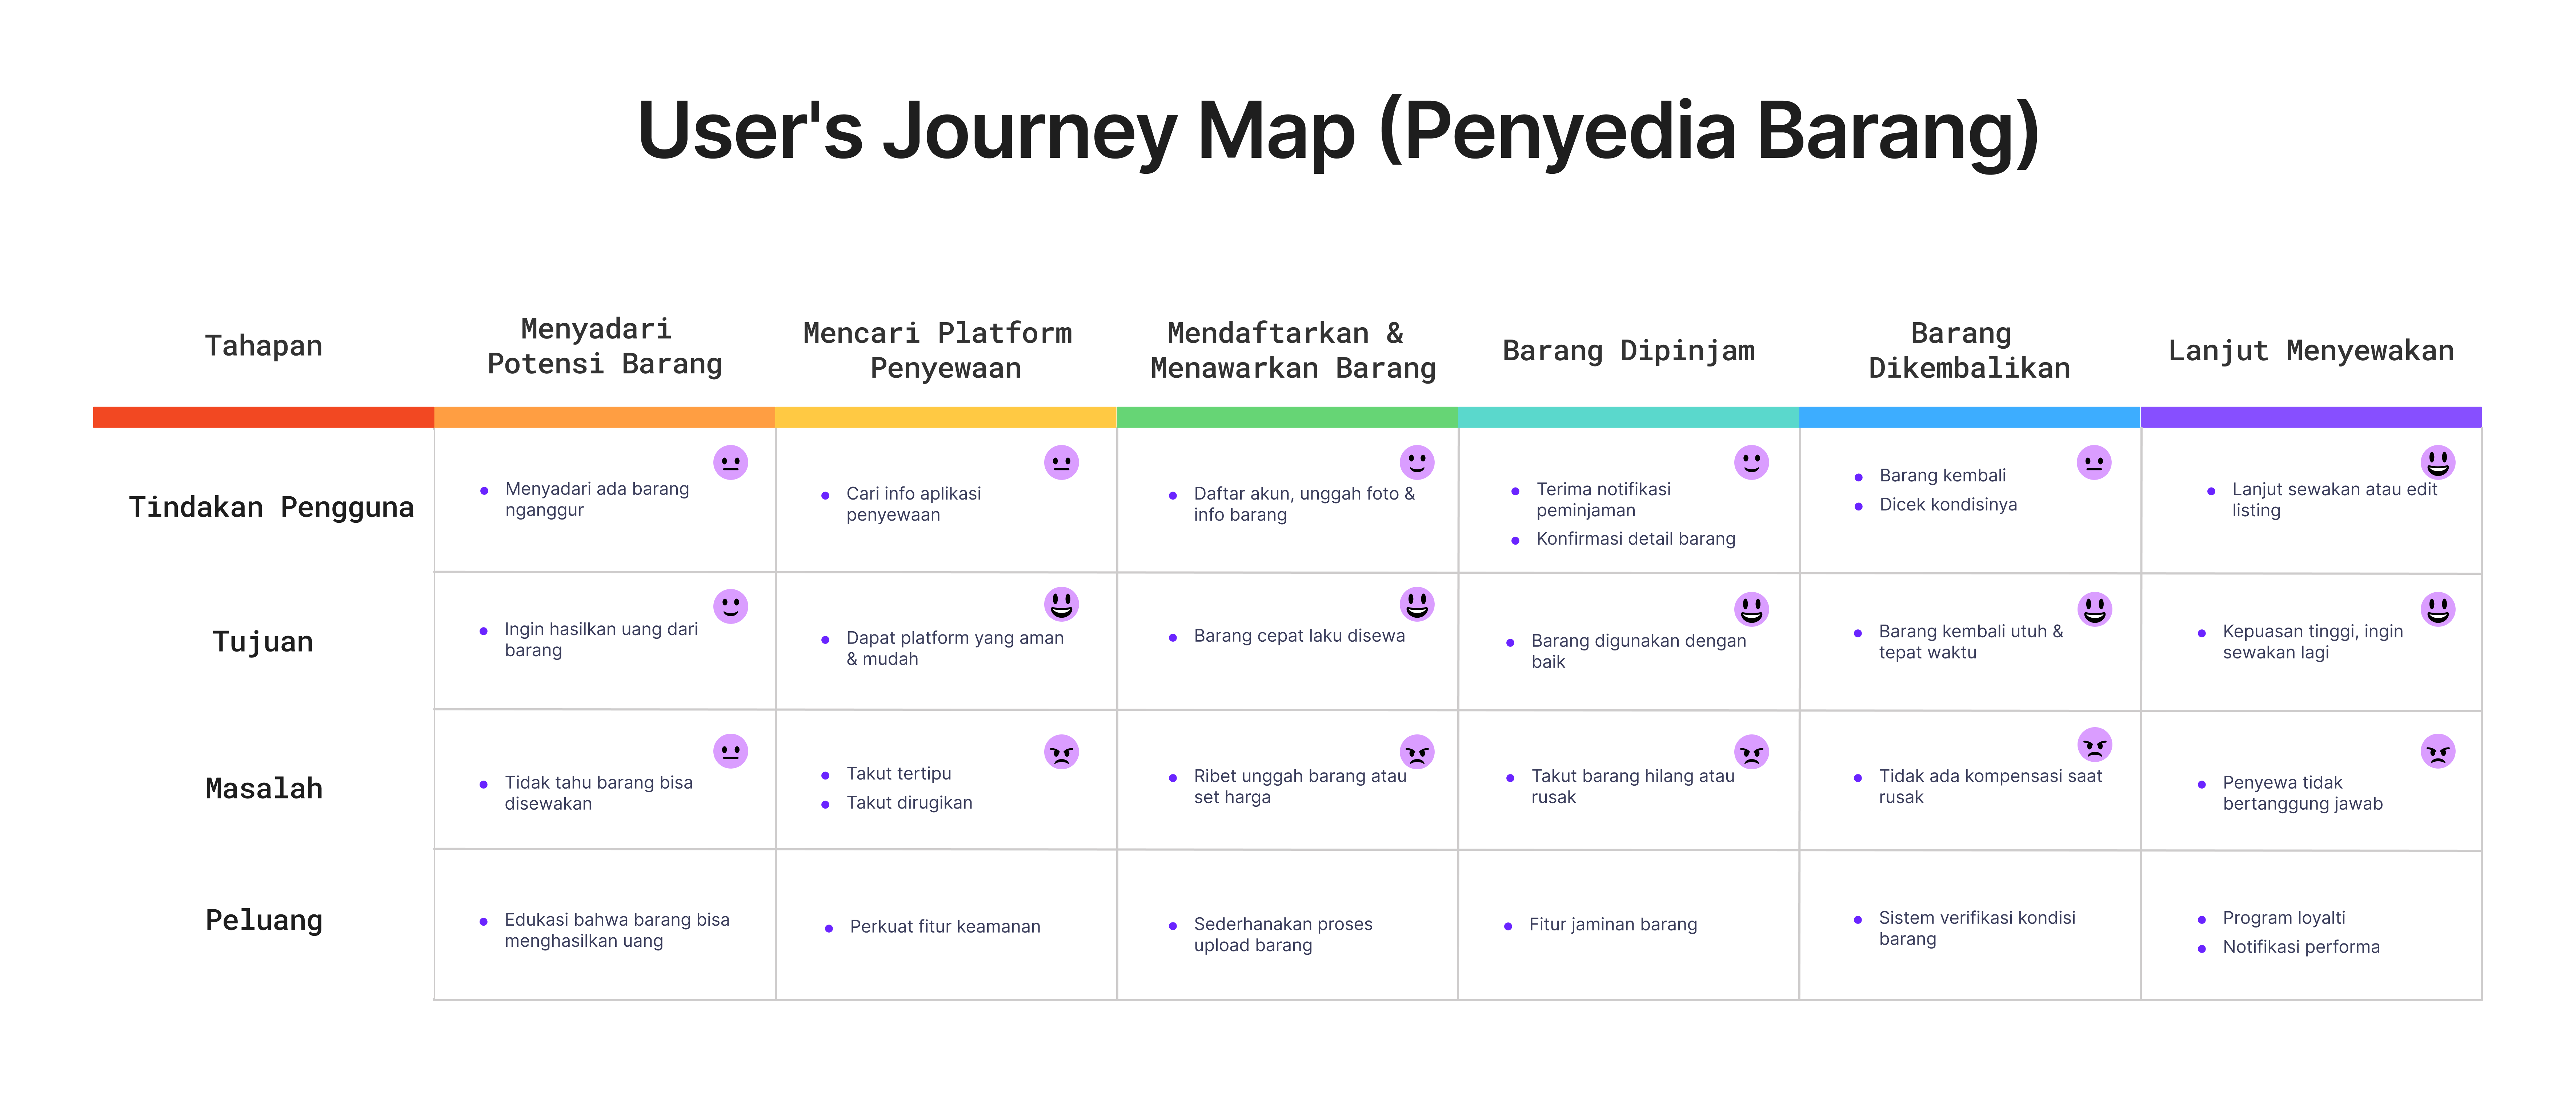 User's Journey Map (Penyedia Barang)
Tahapan
Menyadari
Potensi Barang
Mencari Platform
Penyewaan
Mendaftarkan &
Menawarkan Barang
Barang Dipinjam
Barang
Dikembalikan
Lanjut Menyewakan
Tindakan Pengguna
Menyadari ada barang
nganggur
Cari info aplikasi
penyewaan
Daftar akun, unggah foto &
info barang
Terima notifikasi
peminjaman
Konfirmasi detail barang
Barang kembali
Dicek kondisinya
Lanjut sewakan atau edit
listing
Tujuan
Ingin hasilkan uang dari
barang
Dapat platform yang aman
& mudah
Barang cepat laku disewa
Barang digunakan dengan
baik
Barang kembali utuh &
tepat waktu
Kepuasan tinggi, ingin
sewakan lagi
Masalah
Tidak tahu barang bisa
disewakan
Takut tertipu
Takut dirugikan
Ribet unggah barang atau
set harga
Takut barang hilang atau
rusak
Tidak ada kompensasi saat
rusak
Penyewa tidak
bertanggung jawab
Peluang
Edukasi bahwa barang bisa
menghasilkan uang
Perkuat fitur keamanan
Sederhanakan proses
upload barang
Fitur jaminan barang
Sistem verifikasi kondisi
barang
Program loyalti
Notifikasi performa